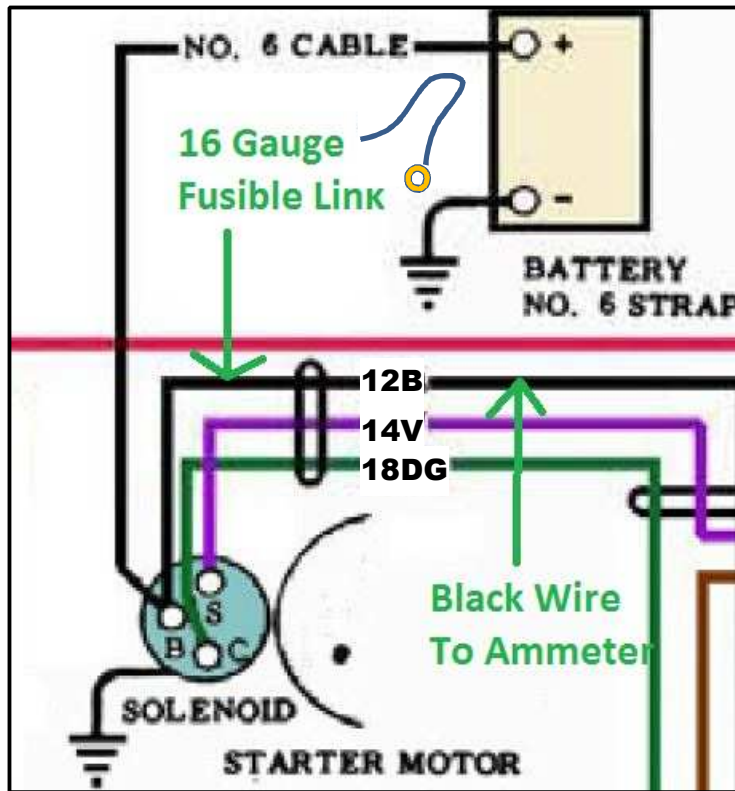 NO. 6 CABLE
+
16 Gauge
Fusible Link
-
BATTERY
NO. 6 STRAP
12B
14V
18DG
S
B
C
Black Wire
To Ammeter
SOLENOID
STARTER MOTOR